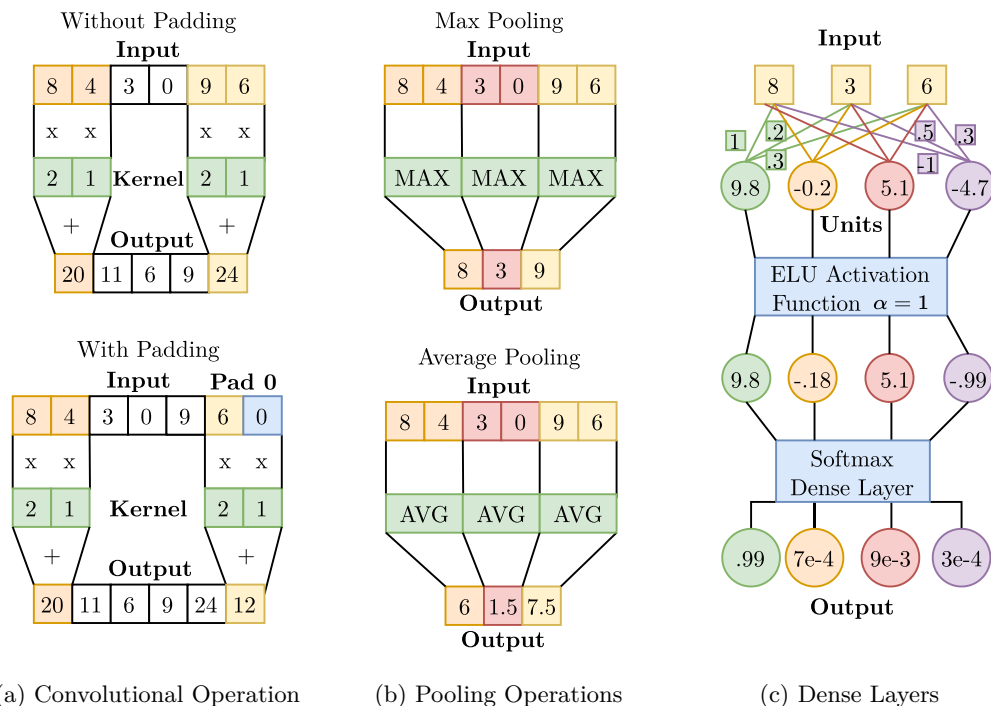 Without Padding
Input
8 4 3 0 9 6
x x x x
2 1 Kernel 2 1
+ Output +
20 11 6 9 24
With Padding
Input Pad 0
8 4 3 0 9 6 0
x x x x
2 1 Kernel 2 1
+ Output +
20 11 6 9 24 12
(a) Convolutional Operation
Max Pooling
Input
8 4 3 0 9 6
MAX MAX MAX
8 3 9
Output
Average Pooling
Input
8 4 3 0 9 6
AVG AVG AVG
6 1.5 7.5
Output
(b) Pooling Operations
Input
8 3 6
1 .2 .5 .3
.3 -1
9.8 -0.2 5.1 -4.7
Units
ELU Activation
Function α = 1
9.8 -.18 5.1 -.99
Softmax
Dense Layer
.99 7e-4 9e-3 3e-4
Output
(c) Dense Layers